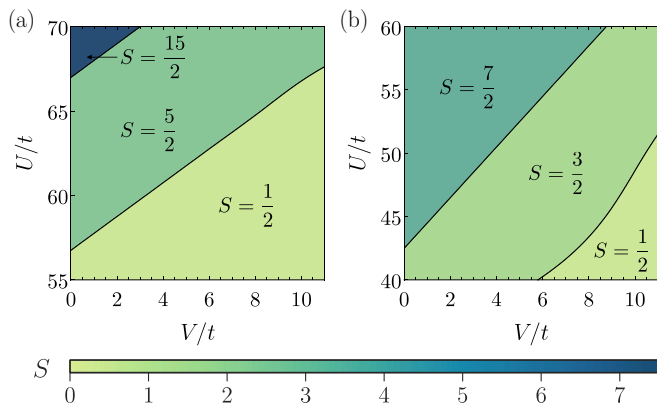 (a)
70
65
60
55
U/t
S = 15/2
S = 5/2
S = 1/2
0 2 4 6 8 10
V/t
(b)
60
55
50
45
40
U/t
S = 7/2
S = 3/2
S = 1/2
0 2 4 6 8 10
V/t
S
0 1 2 3 4 5 6 7